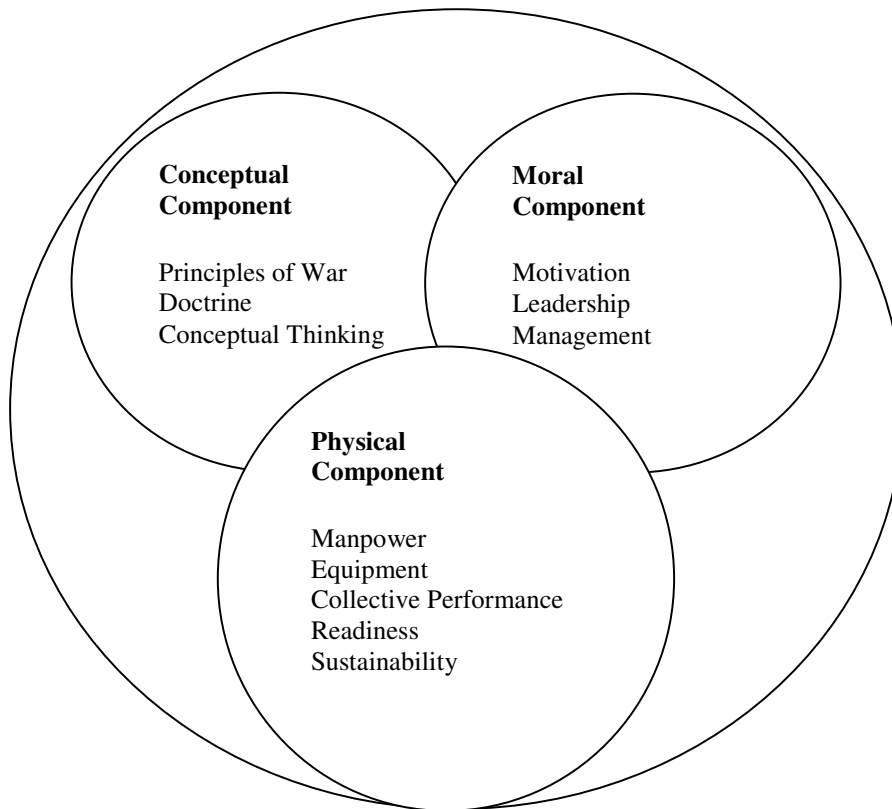 Conceptual
Component
Principles of War
Doctrine
Conceptual Thinking
Moral
Component
Motivation
Leadership
Management
Physical
Component
Manpower
Equipment
Collective Performance
Readiness
Sustainability